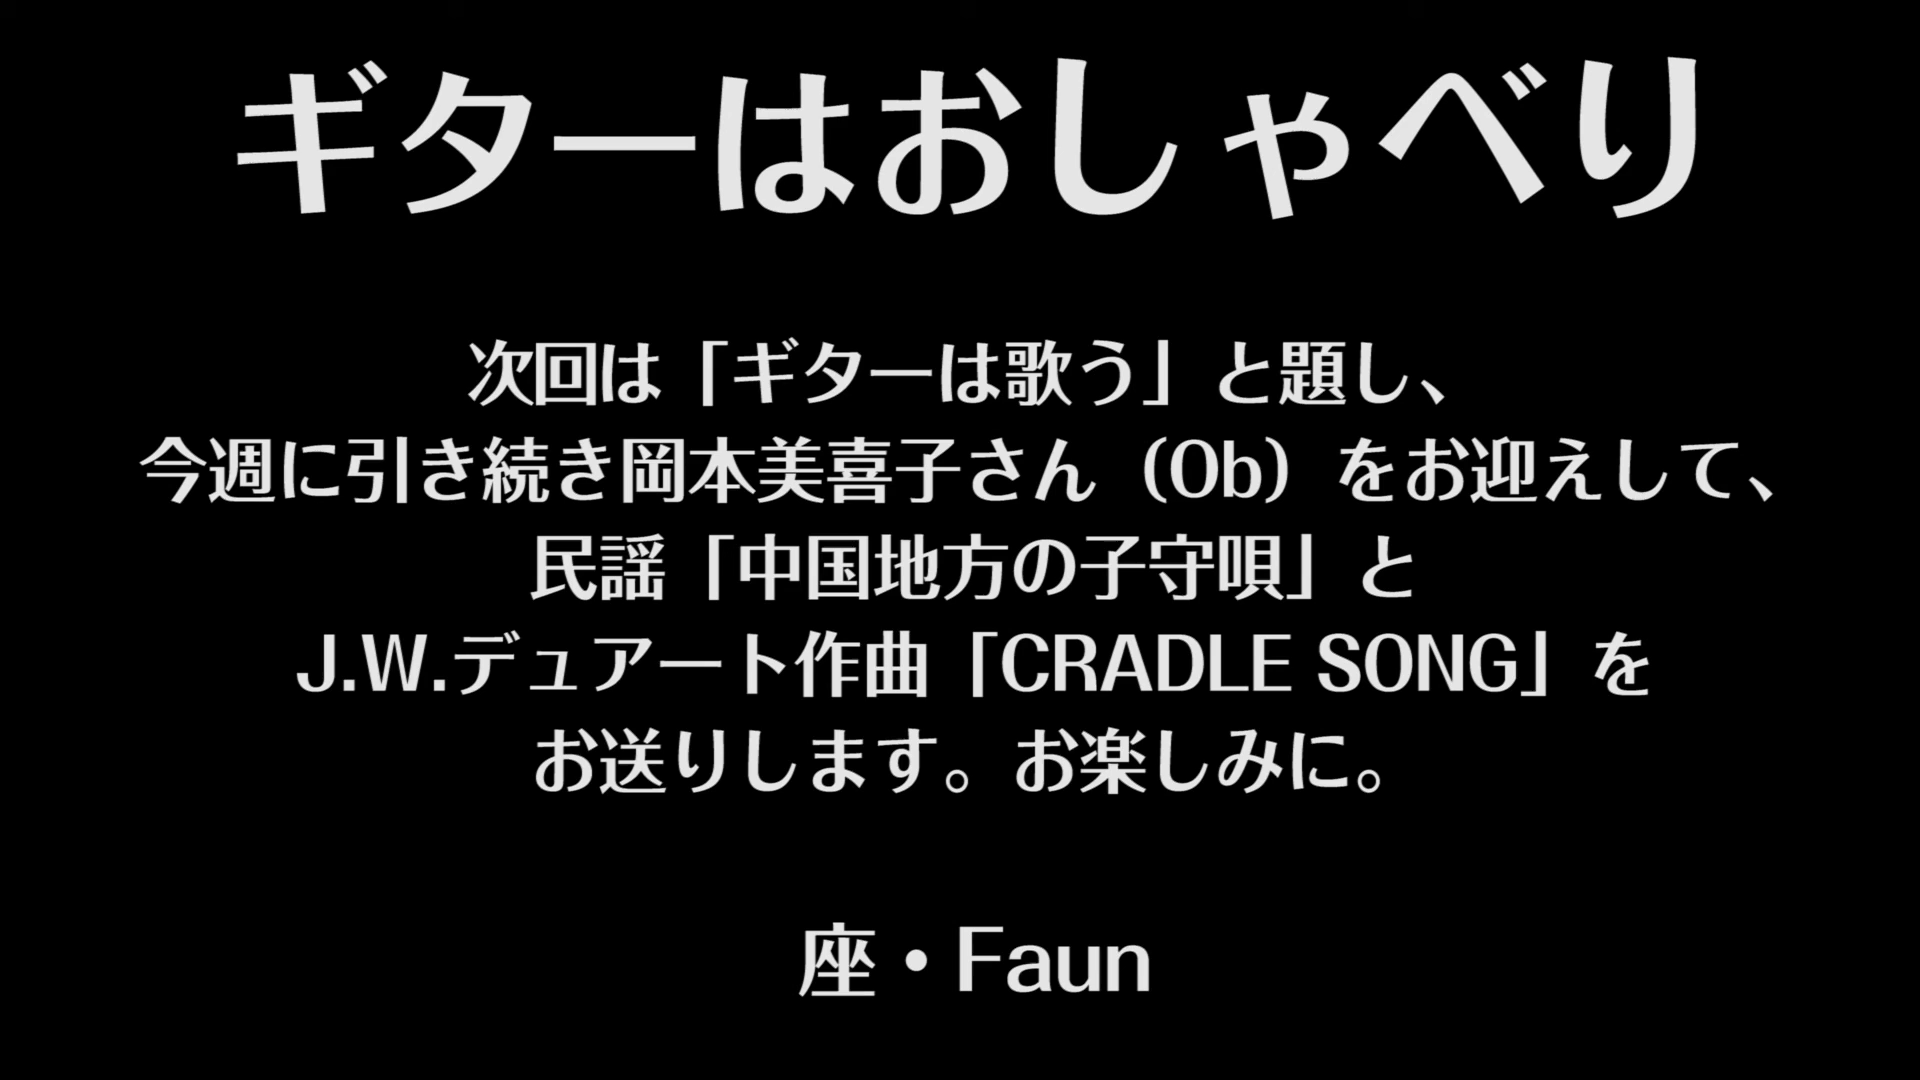 ギターはおしゃべり
次回は「ギターは歌う」と題し、
今週に引き続き岡本美喜子さん（Ob）をお迎えして、
民謡「中国地方の子守唄」と
J.W.デュアート作曲「CRADLE SONG」を
お送りします。お楽しみに。
座・Faun